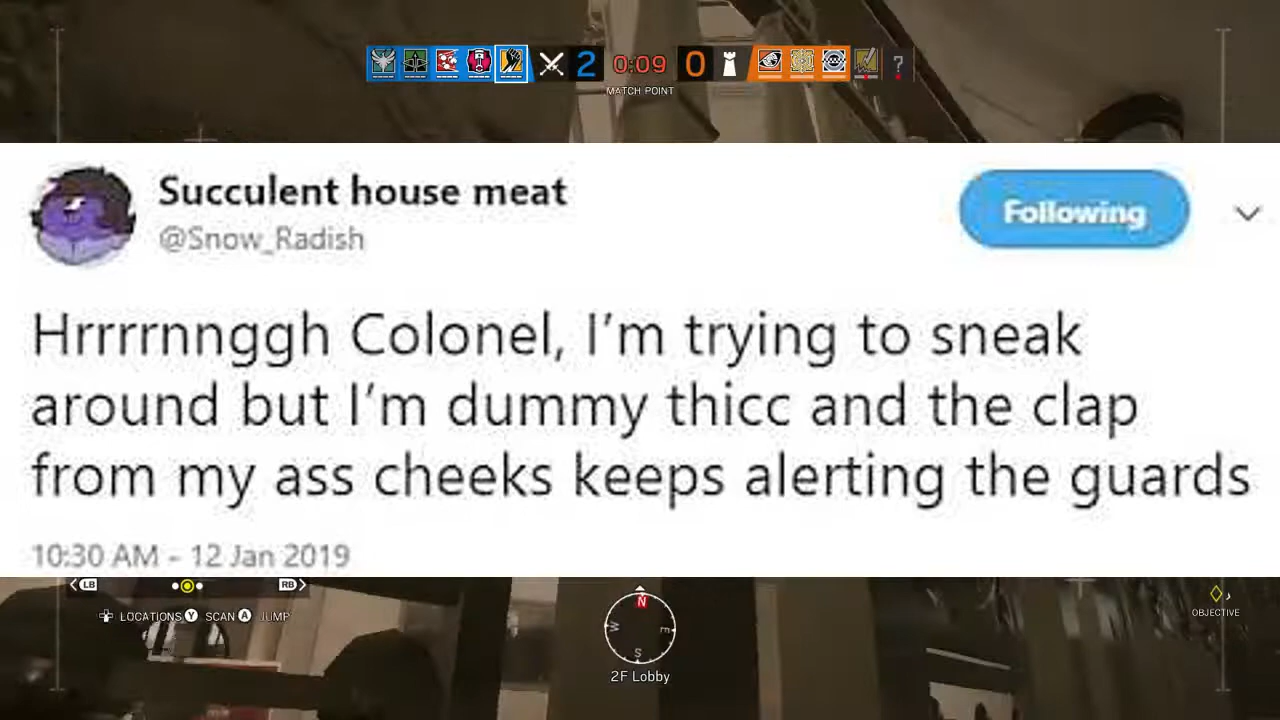 2 0:09 0 ?
MATCH POINT
Succulent house meat
@Snow_Radish
Following
Hrrrrnnggh Colonel, I'm trying to sneak
around but I'm dummy thicc and the clap
from my ass cheeks keeps alerting the guards
10:30 AM - 12 Jan 2019
LB RB
LOCATIONS Y SCAN A JUMP
N
W E
S
2F Lobby
OBJECTIVE